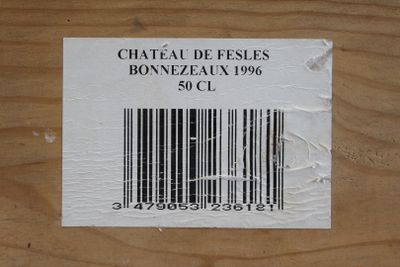 CHATEAU DE FESLES
BONNEZEAUX 1996
50 CL
3 479053 236181